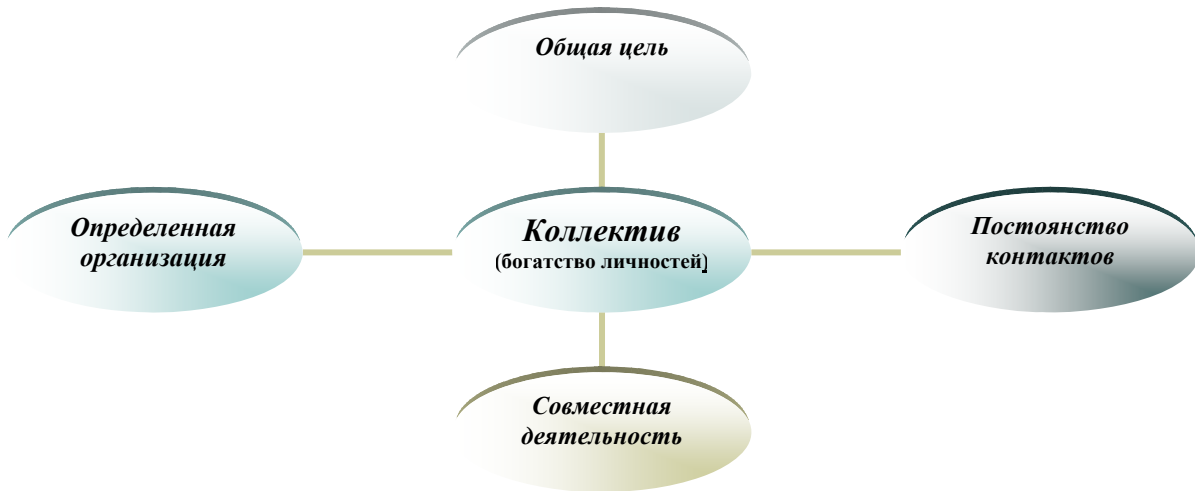 Общая цель
Определенная
организация
Коллектив
(богатство личностей)
Постоянство
контактов
Совместная
деятельность